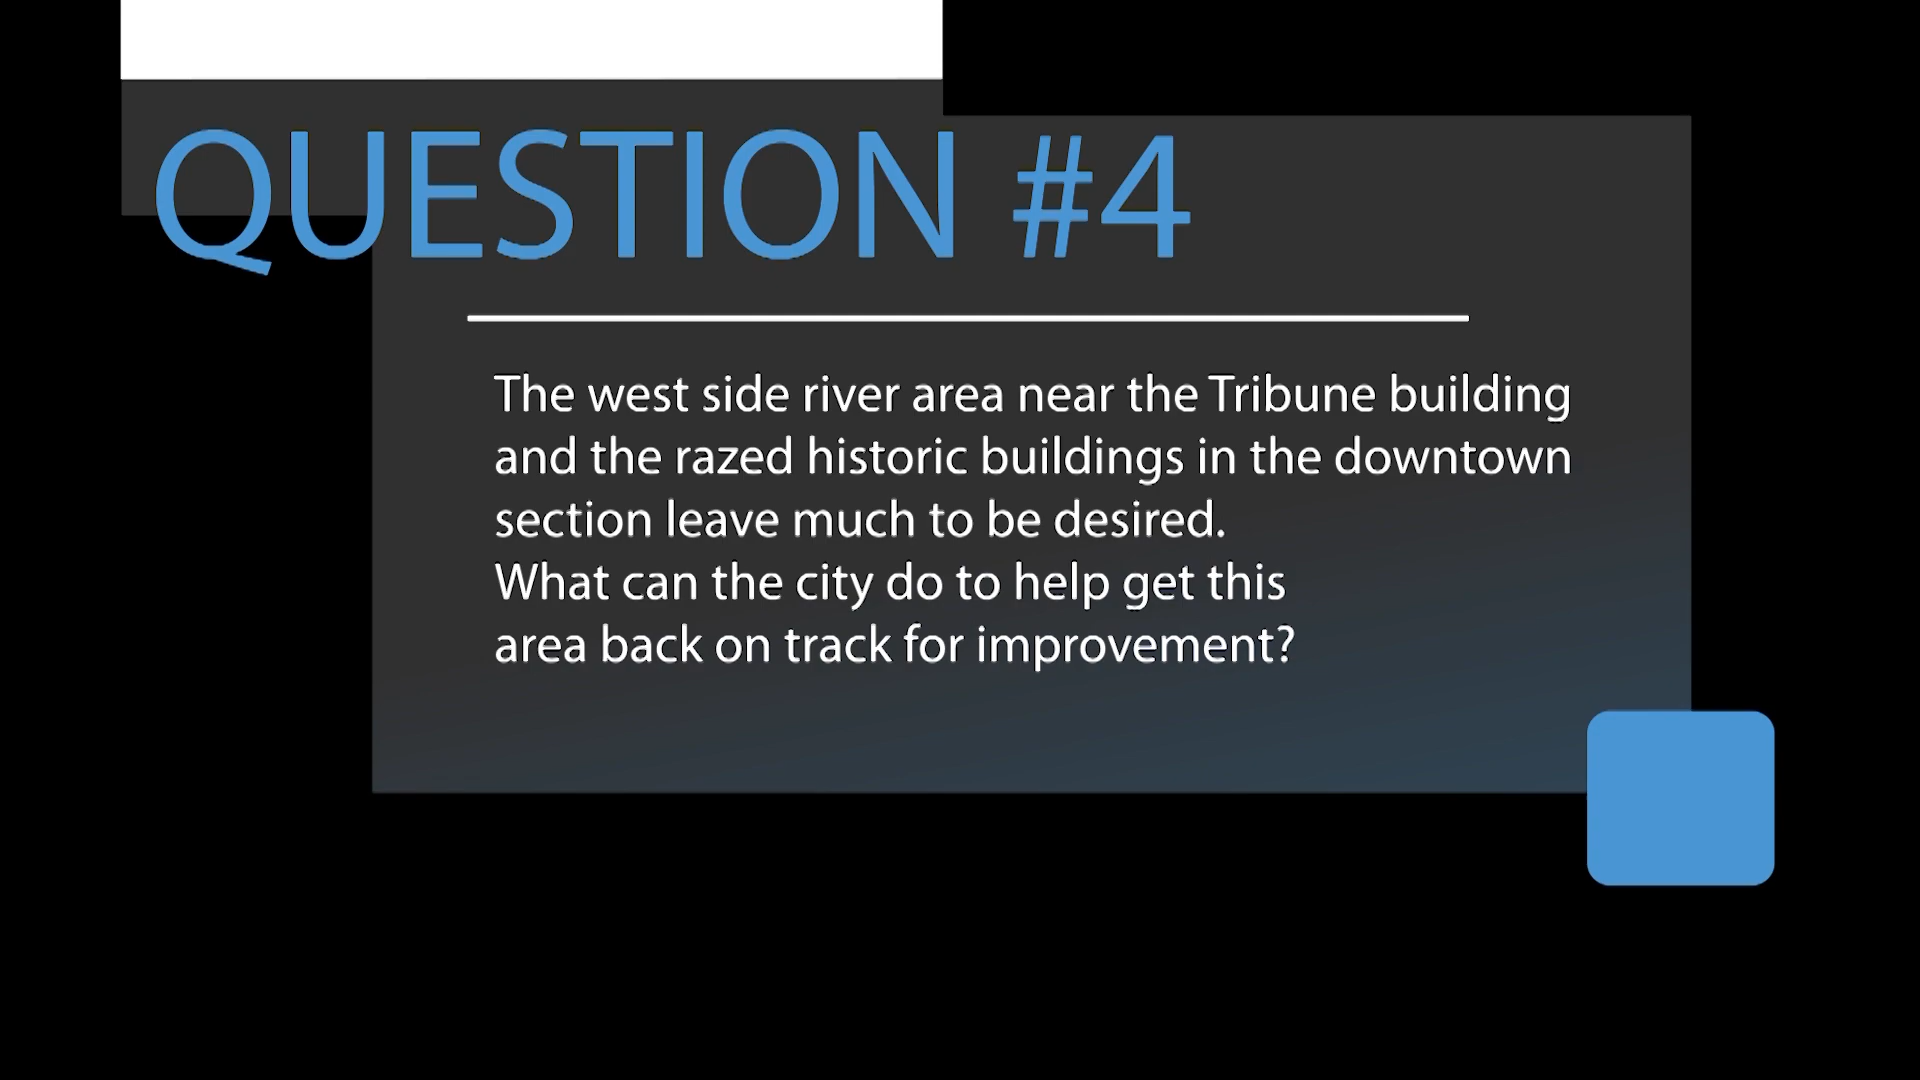 QUESTION #4
The west side river area near the Tribune building
and the razed historic buildings in the downtown
section leave much to be desired.
What can the city do to help get this
area back on track for improvement?